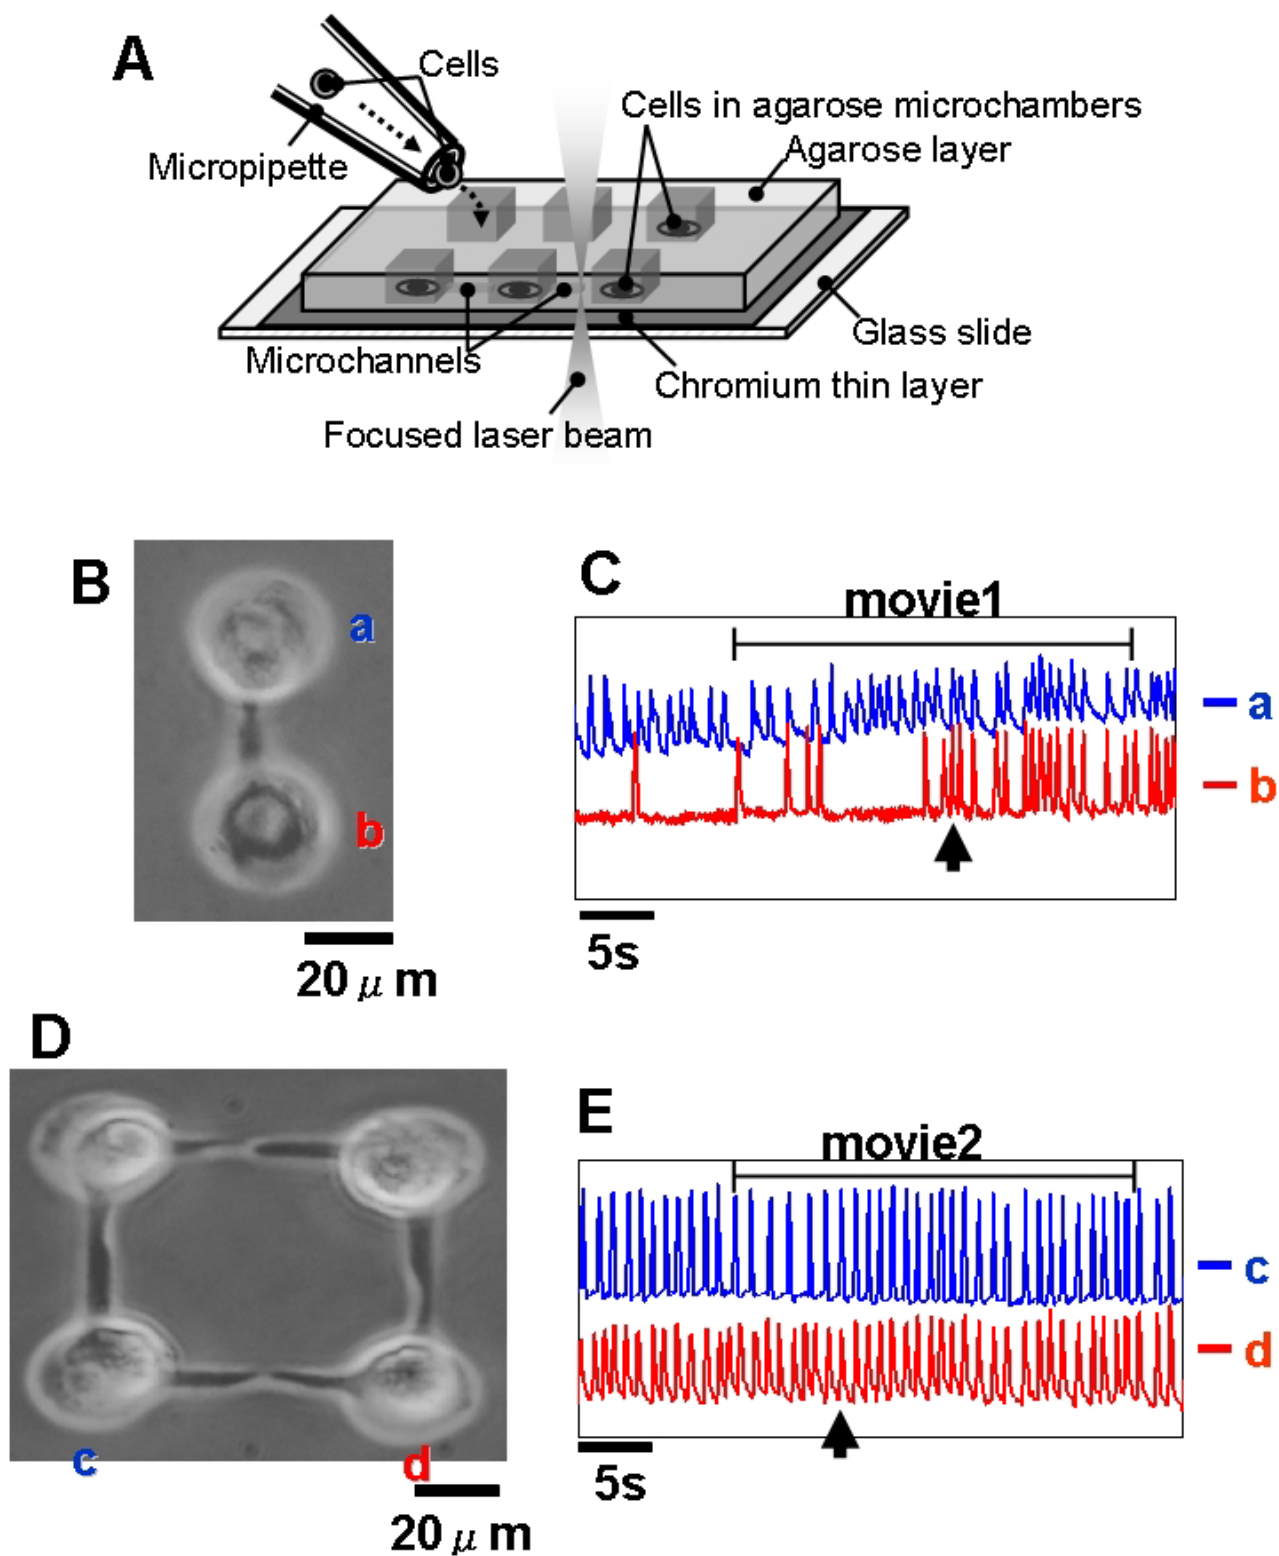 A
Cells
Cells in agarose microchambers
Agarose layer
Micropipette
Glass slide
Microchannels
Chromium thin layer
Focused laser beam
B
a
b
20 μ m
C
movie1
a
b
5s
D
c
d
20 μ m
E
movie2
c
d
5s